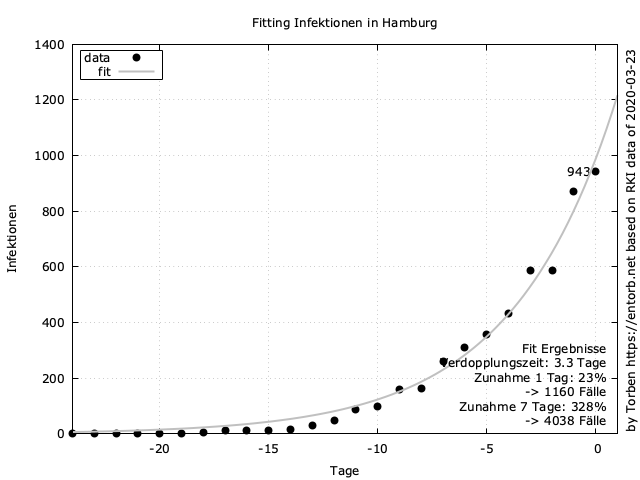 Fitting Infektionen in Hamburg
1400
1200
1000
800
600
400
200
0
data
fit
943
Fit Ergebnisse
Verdopplungszeit: 3.3 Tage
Zunahme 1 Tag: 23%
-> 1160 Fälle
Zunahme 7 Tage: 328%
-> 4038 Fälle
-20
-15
-10
-5
0
Tage
Infektionen
by Torben https://entorb.net based on RKI data of 2020-03-23